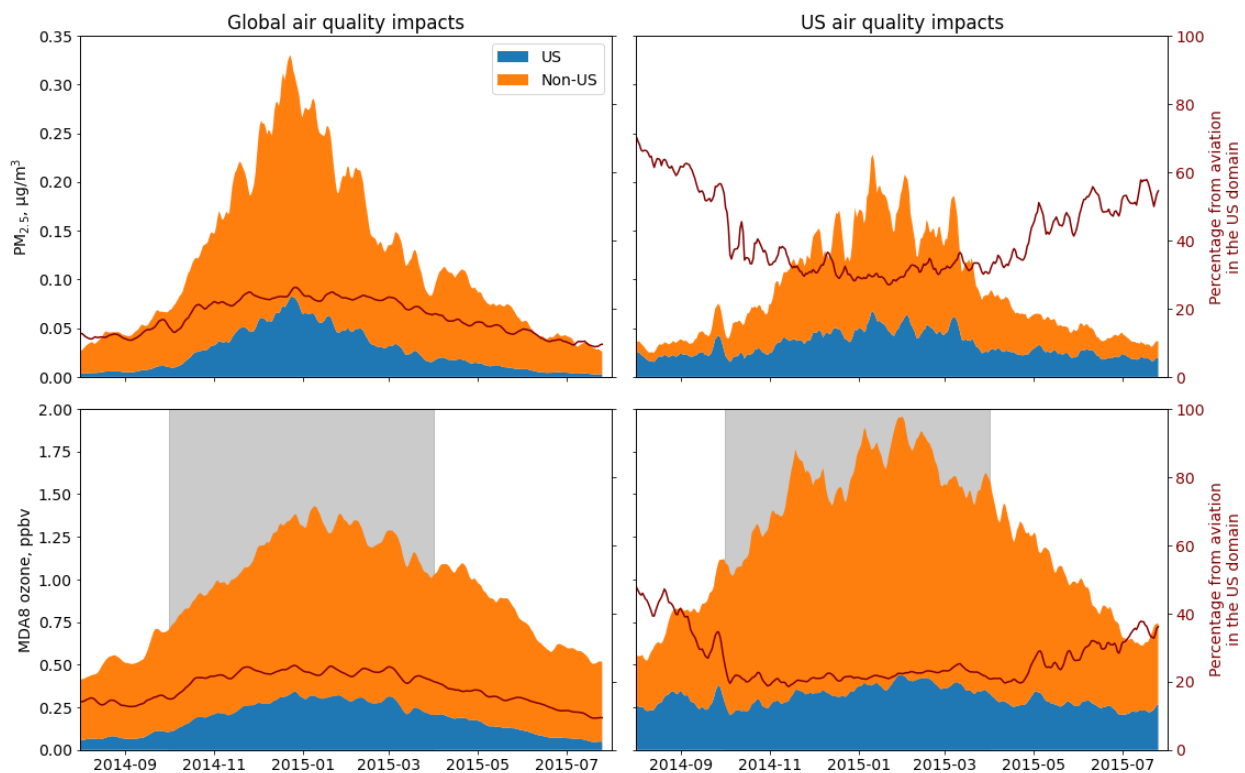 Global air quality impacts
US air quality impacts
0.35
0.30
0.25
0.20
0.15
0.10
0.05
0.00
PM2.5, μg/m³
US
Non-US
100
80
60
40
20
0
Percentage from aviation
in the US domain
2.00
1.75
1.50
1.25
1.00
0.75
0.50
0.25
0.00
MDA8 ozone, ppbv
100
80
60
40
20
0
Percentage from aviation
in the US domain
2014-09 2014-11 2015-01 2015-03 2015-05 2015-07
2014-09 2014-11 2015-01 2015-03 2015-05 2015-07